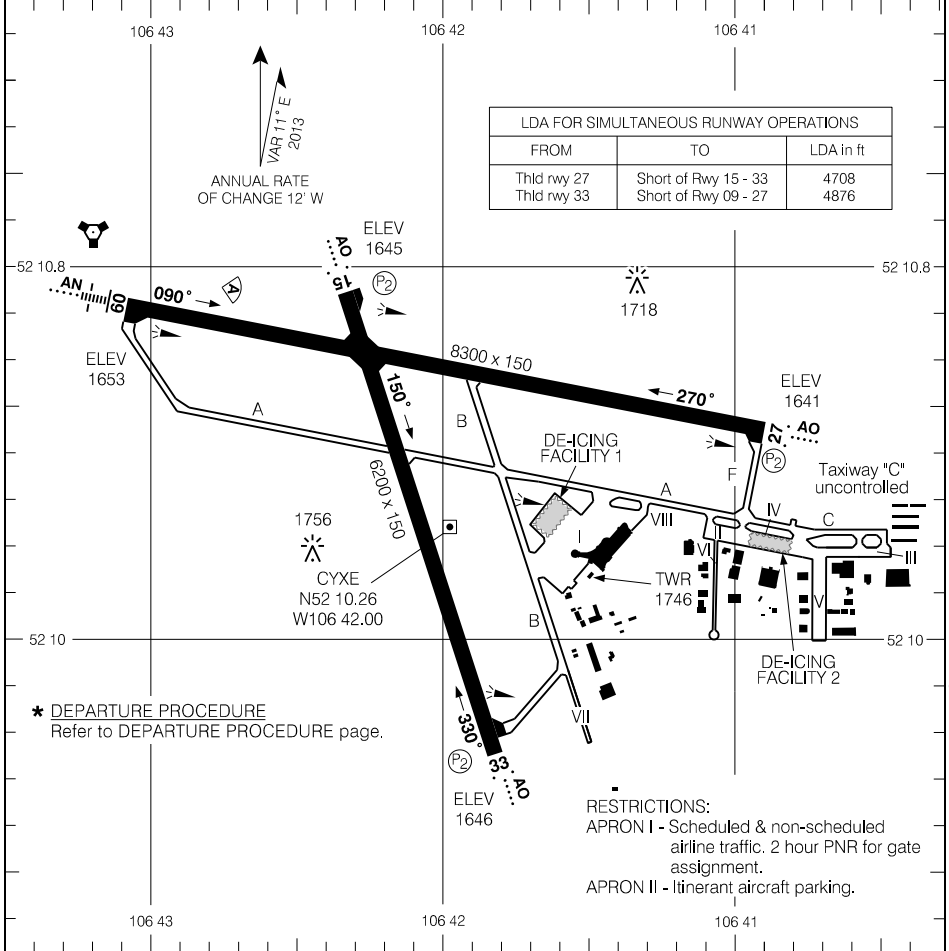 106 43
106 42
106 41
VAR 11° E
2013
ANNUAL RATE
OF CHANGE 12' W
LDA FOR SIMULTANEOUS RUNWAY OPERATIONS
FROM TO LDA in ft
Thld rwy 27 Short of Rwy 15 - 33 4708
Thld rwy 33 Short of Rwy 09 - 27 4876
ELEV
1645
AO
15
P2
52 10.8
52 10.8
1718
AN
09
090°
A
ELEV
1653
8300 x 150
270°
ELEV
1641
27
AO
P2
150°
A
B
6200 x 150
DE-ICING
FACILITY 1
F
Taxiway "C"
uncontrolled
A
IV
C
VIII
II
III
I
VI
V
1756
CYXE
N52 10.26
W106 42.00
TWR
1746
B
52 10
52 10
DE-ICING
FACILITY 2
VII
* DEPARTURE PROCEDURE
Refer to DEPARTURE PROCEDURE page.
330°
P2
33
AO
ELEV
1646
RESTRICTIONS:
APRON I - Scheduled & non-scheduled
airline traffic. 2 hour PNR for gate
assignment.
APRON II - Itinerant aircraft parking.
106 43
106 42
106 41